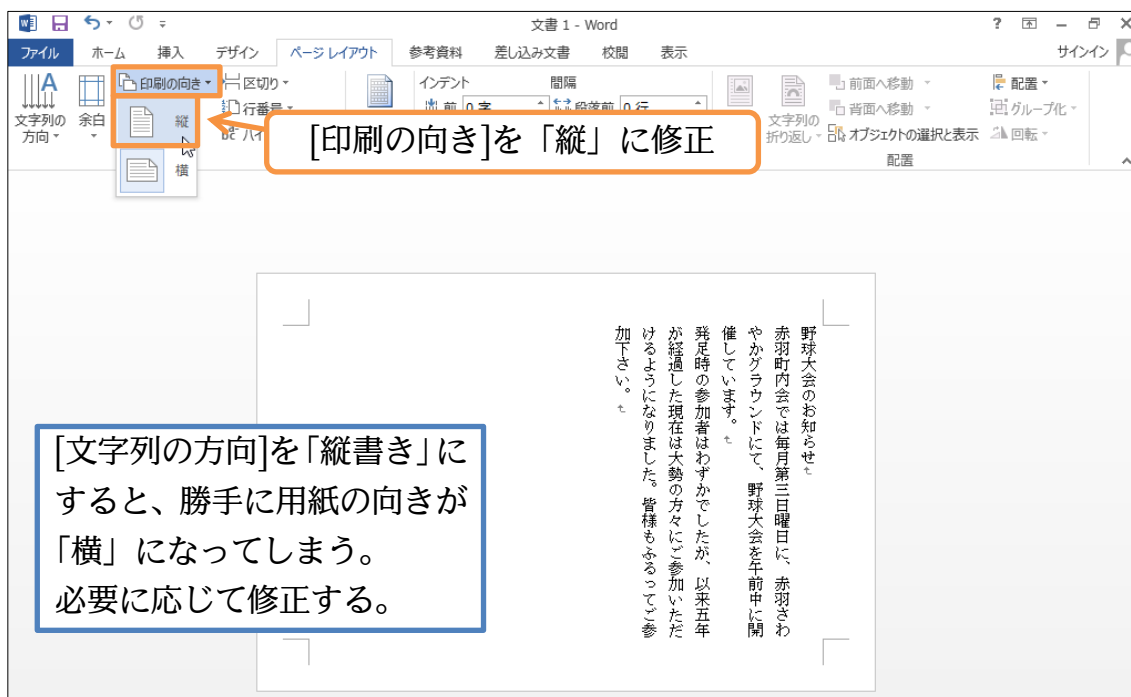 文書 1 - Word
ファイル ホーム 挿入 デザイン ページ レイアウト 参考資料 差し込み文書 校閲 表示 サインイン
文字列の方向
余白
印刷の向き
縦
横
区切り
行番号
インデント
間隔
前 0 字
段落前 0 行
文字列の折り返し
前面へ移動
背面へ移動
オブジェクトの選択と表示
配置
グループ化
回転
配置
[印刷の向き]を「縦」に修正
野球大会のお知らせ
赤羽町内会では毎月第三日曜日に、赤羽さわ
やかグラウンドにて、野球大会を午前中に開
催しています。
発足時の参加者はわずかでしたが、以来五年
が経過した現在は大勢の方々にご参加いただ
けるようになりました。皆様もふるってご参
加下さい。
[文字列の方向]を「縦書き」に
すると、勝手に用紙の向きが
「横」になってしまう。
必要に応じて修正する。